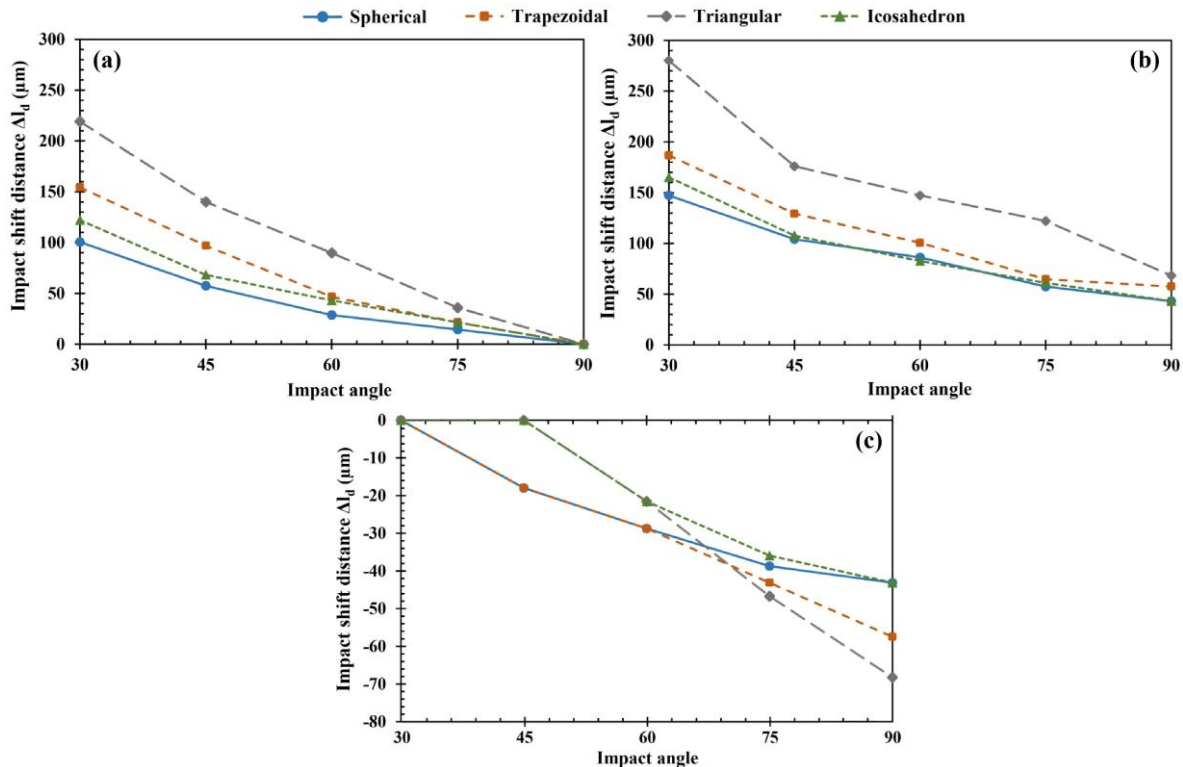 Spherical Trapezoidal Triangular Icosahedron
(a)
Impact shift distance Δl_d (μm)
300
250
200
150
100
50
0
30 45 60 75 90
Impact angle
(b)
Impact shift distance Δl_d (μm)
300
250
200
150
100
50
0
30 45 60 75 90
Impact angle
(c)
Impact shift distance Δl_d (μm)
0
-10
-20
-30
-40
-50
-60
-70
-80
30 45 60 75 90
Impact angle